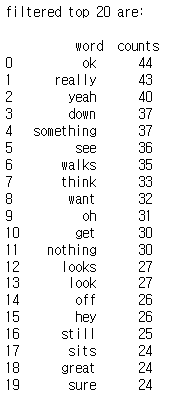 filtered top 20 are:
word counts
0 ok 44
1 really 43
2 yeah 40
3 down 37
4 something 37
5 see 36
6 walks 35
7 think 33
8 want 32
9 oh 31
10 get 30
11 nothing 30
12 looks 27
13 look 27
14 off 26
15 hey 26
16 still 25
17 sits 24
18 great 24
19 sure 24